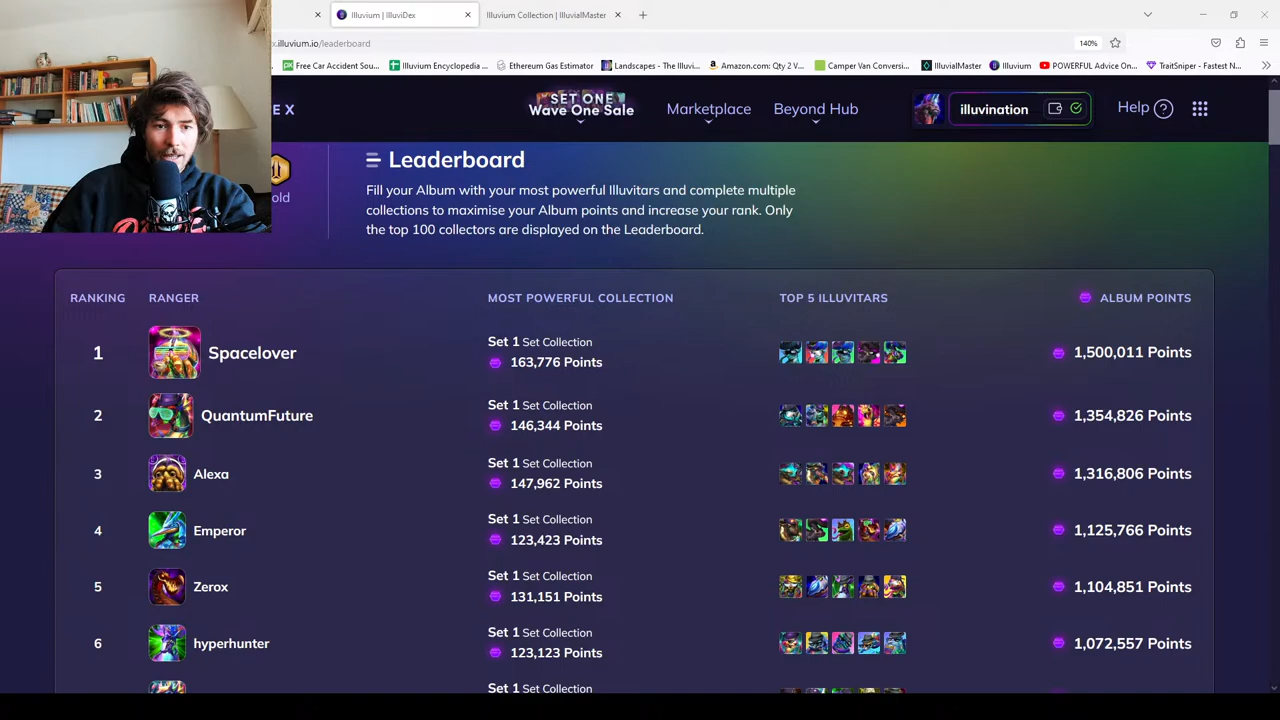 Illuvium | IlluviDex
Illuvium Collection | IlluvialMaster
.illuvium.io/leaderboard
140%
Free Car Accident Sou...
Illuvium Encyclopedia ...
Ethereum Gas Estimator
Landscapes - The Illuvi...
Amazon.com: Qty 2 V...
Camper Van Conversi...
IlluvialMaster
Illuvium
POWERFUL Advice On...
TraitSniper - Fastest N...
E X
SET ONE
Wave One Sale
Marketplace
Beyond Hub
illuvination
Help
old
Leaderboard
Fill your Album with your most powerful Illuvitars and complete multiple
collections to maximise your Album points and increase your rank. Only
the top 100 collectors are displayed on the Leaderboard.
RANKING RANGER MOST POWERFUL COLLECTION TOP 5 ILLUVITARS ALBUM POINTS
Set 1 Set Collection
1 Spacelover 163,776 Points 1,500,011 Points
Set 1 Set Collection
2 QuantumFuture 146,344 Points 1,354,826 Points
Set 1 Set Collection
3 Alexa 147,962 Points 1,316,806 Points
Set 1 Set Collection
4 Emperor 123,423 Points 1,125,766 Points
Set 1 Set Collection
5 Zerox 131,151 Points 1,104,851 Points
Set 1 Set Collection
6 hyperhunter 123,123 Points 1,072,557 Points
Set 1 Set Collection